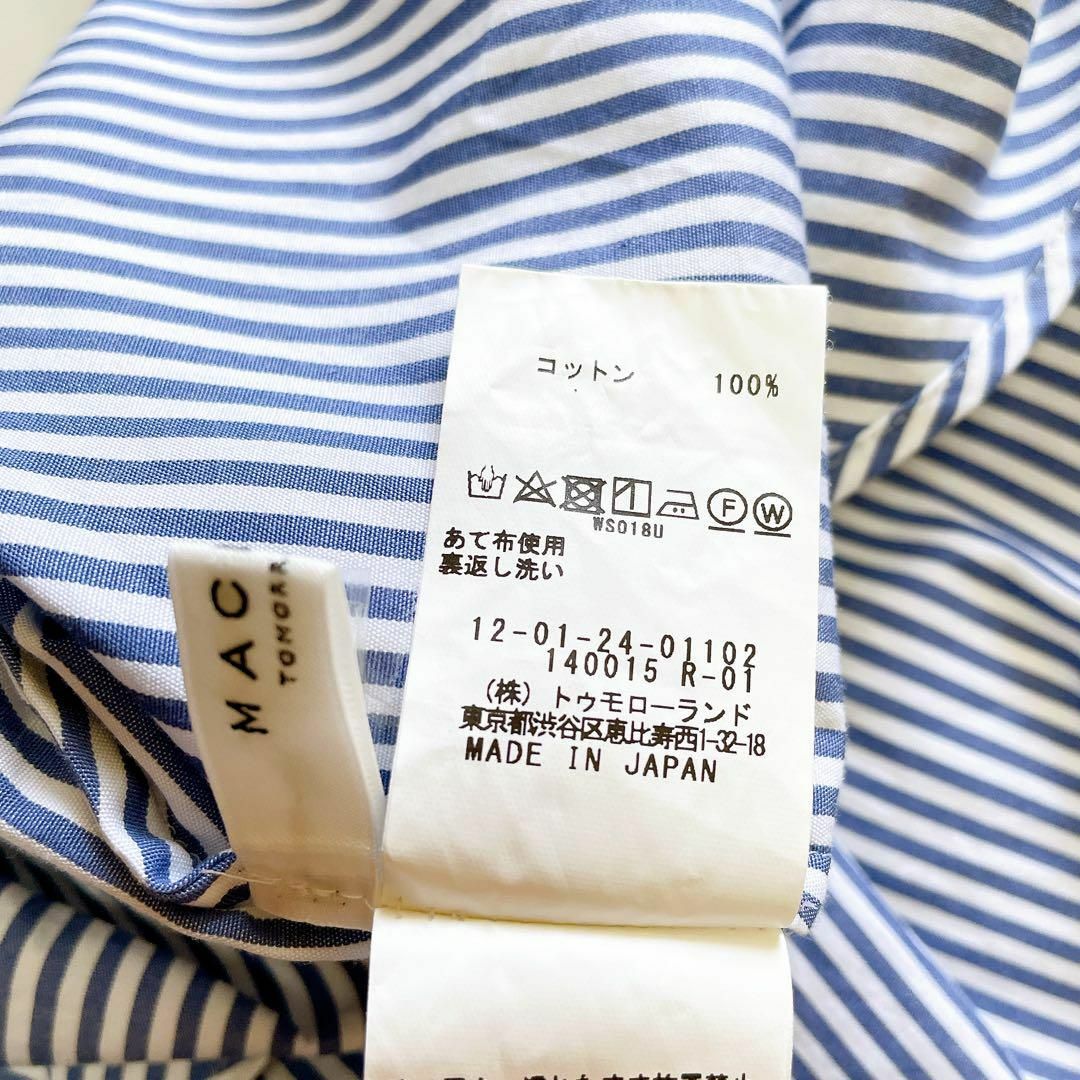 コットン 100%
F W
WS018U
あて布使用
裏返し洗い
12-01-24-01102
140015 R-01
(株) トゥモローランド
東京都渋谷区恵比寿西1-32-18
MADE IN JAPAN
MAC
TOMORR